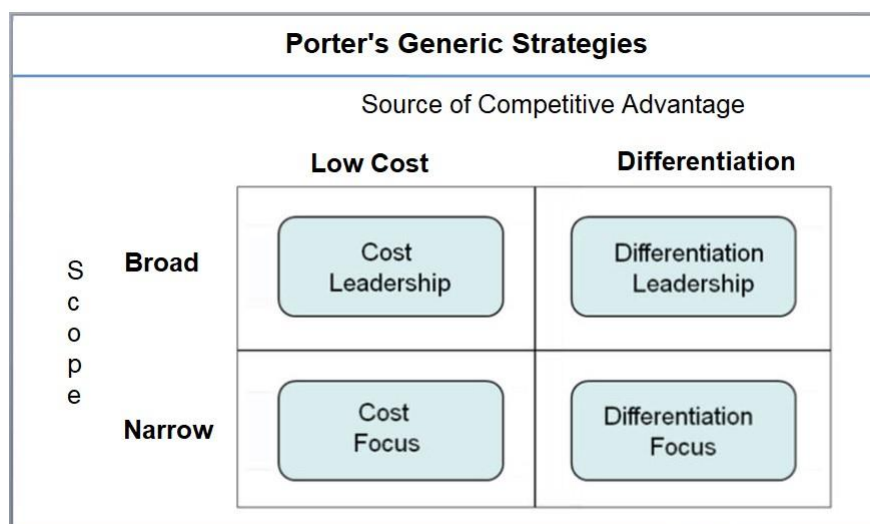 Porter's Generic Strategies
Source of Competitive Advantage
Low Cost
Differentiation
Scope
Broad
Cost
Leadership
Differentiation
Leadership
Narrow
Cost
Focus
Differentiation
Focus